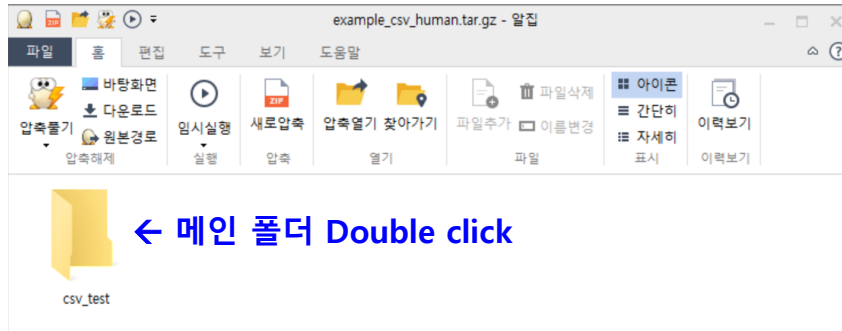 ZIP
example_csv_human.tar.gz - 알집
파일 홈 편집 도구 보기 도움말
압축풀기
바탕화면
다운로드
원본경로
압축해제
임시실행
실행
ZIP
새로압축
압축
압축열기 찾아가기
열기
파일추가
파일삭제
이름변경
파일
아이콘
간단히
자세히
표시
이력보기
이력보기
← 메인 폴더 Double click
csv_test